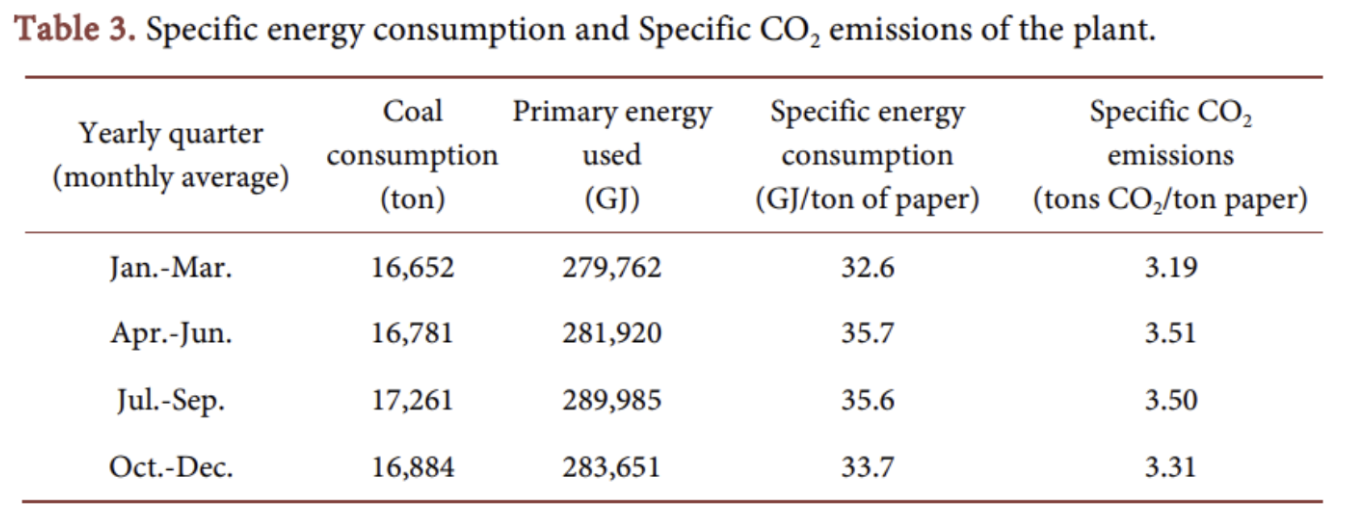 Table 3. Specific energy consumption and Specific CO₂ emissions of the plant.
Yearly quarter (monthly average) Coal consumption (ton) Primary energy used (GJ) Specific energy consumption (GJ/ton of paper) Specific CO₂ emissions (tons CO₂/ton paper)
Jan.-Mar. 16,652 279,762 32.6 3.19
Apr.-Jun. 16,781 281,920 35.7 3.51
Jul.-Sep. 17,261 289,985 35.6 3.50
Oct.-Dec. 16,884 283,651 33.7 3.31